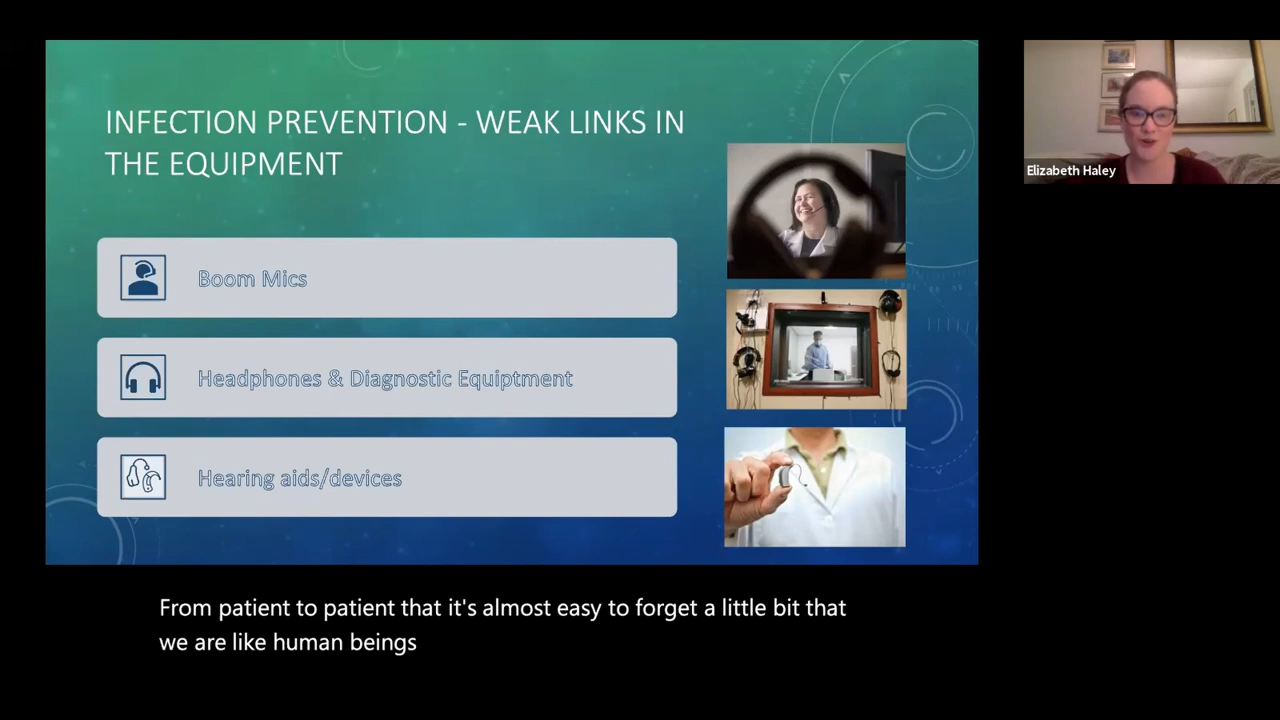 INFECTION PREVENTION - WEAK LINKS IN
THE EQUIPMENT
Boom Mics
Headphones & Diagnostic Equiptment
Hearing aids/devices
Elizabeth Haley
From patient to patient that it's almost easy to forget a little bit that
we are like human beings